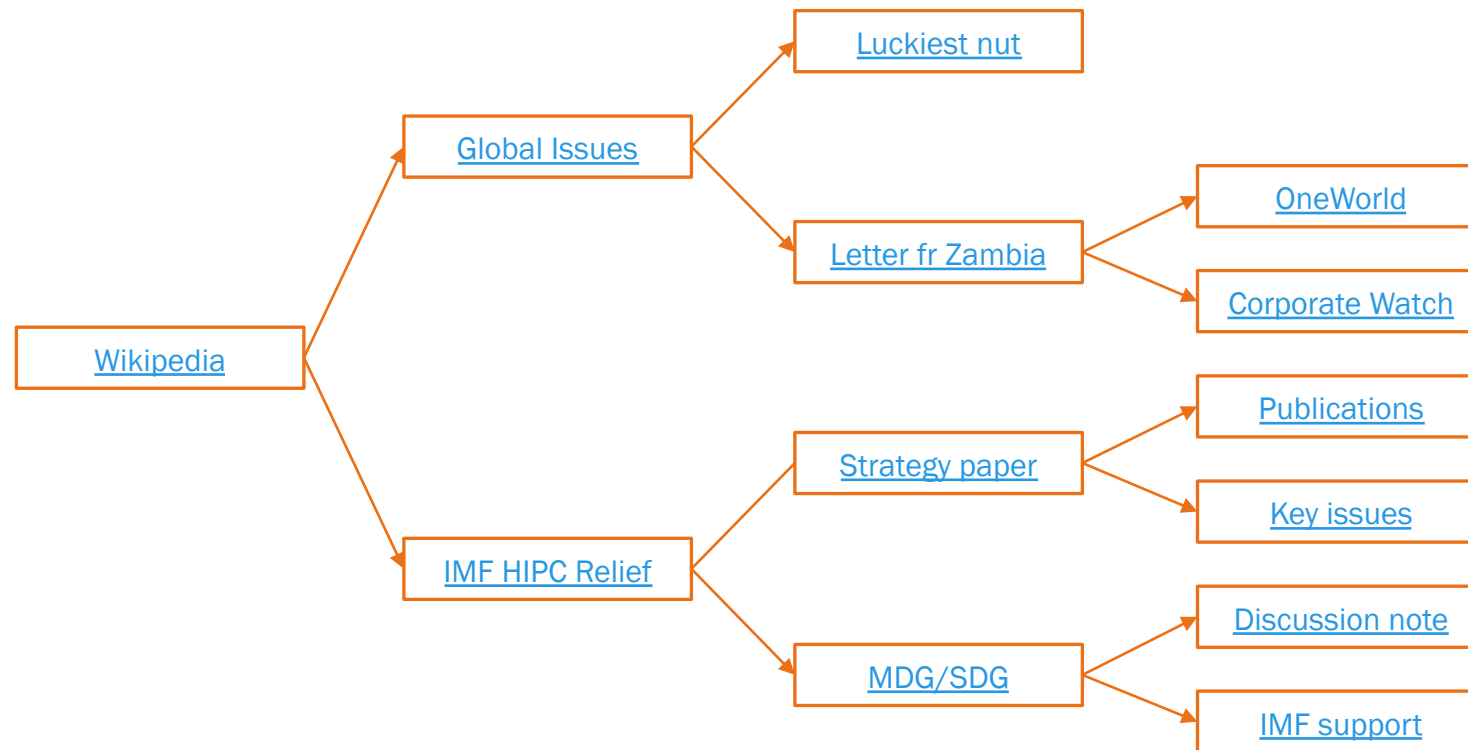 Luckiest nut
Global Issues
OneWorld
Letter fr Zambia
Corporate Watch
Wikipedia
Publications
Strategy paper
Key issues
IMF HIPC Relief
Discussion note
MDG/SDG
IMF support